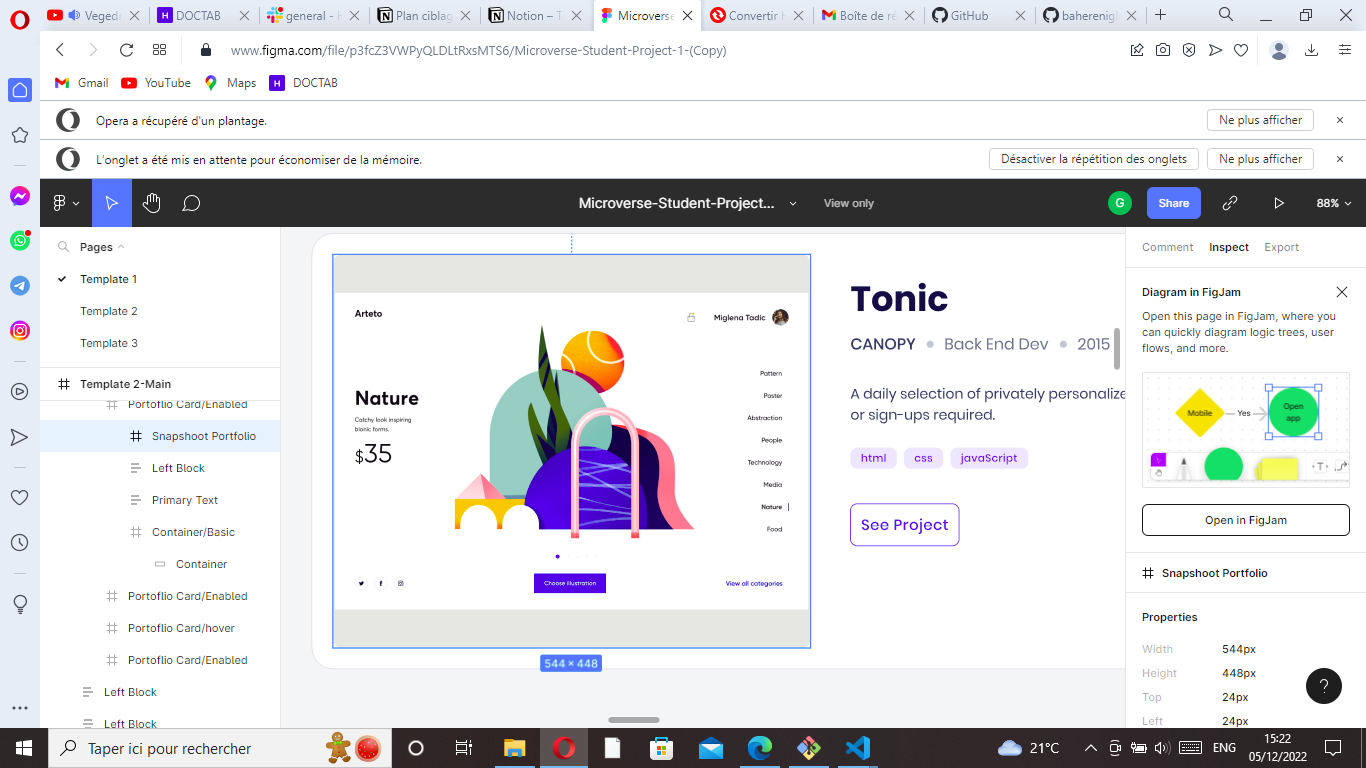 Veged
DOCTAB
general -
Plan ciblag
Notion – T
Microverse
Convertir
Boîte de ré
GitHub
baherenigl
www.figma.com/file/p3fcZ3VWPyQLDLtRxsMTS6/Microverse-Student-Project-1-(Copy)
Gmail
YouTube
Maps
H DOCTAB
Opera a récupéré d'un plantage.
Ne plus afficher
L'onglet a été mis en attente pour économiser de la mémoire.
Désactiver la répétition des onglets
Ne plus afficher
Microverse-Student-Project...
View only
G
Share
88%
Pages
Template 1
Template 2
Template 3
Template 2-Main
Portoflio Card/Enabled
Snapshoot Portfolio
Left Block
Primary Text
Container/Basic
Container
Portoflio Card/Enabled
Portoflio Card/hover
Portoflio Card/Enabled
Left Block
Left Block
Arteto
Miglena Tadic
Nature
Catchy look inspiring
bionic forms.
$35
Pattern
Poster
Abstraction
People
Technology
Media
Nature
Food
Choose illustration
View all categories
544 × 448
Tonic
CANOPY
Back End Dev
2015
A daily selection of privately personalize
or sign-ups required.
html
css
javaScript
See Project
Comment
Inspect
Export
Diagram in FigJam
Open this page in FigJam, where you
can quickly diagram logic trees, user
flows, and more.
Mobile
Yes
Open
app
T
Open in FigJam
Snapshoot Portfolio
Properties
Width 544px
Height 448px
Top 24px
Left 24px
?
Taper ici pour rechercher
21°C
ENG
15:22
05/12/2022